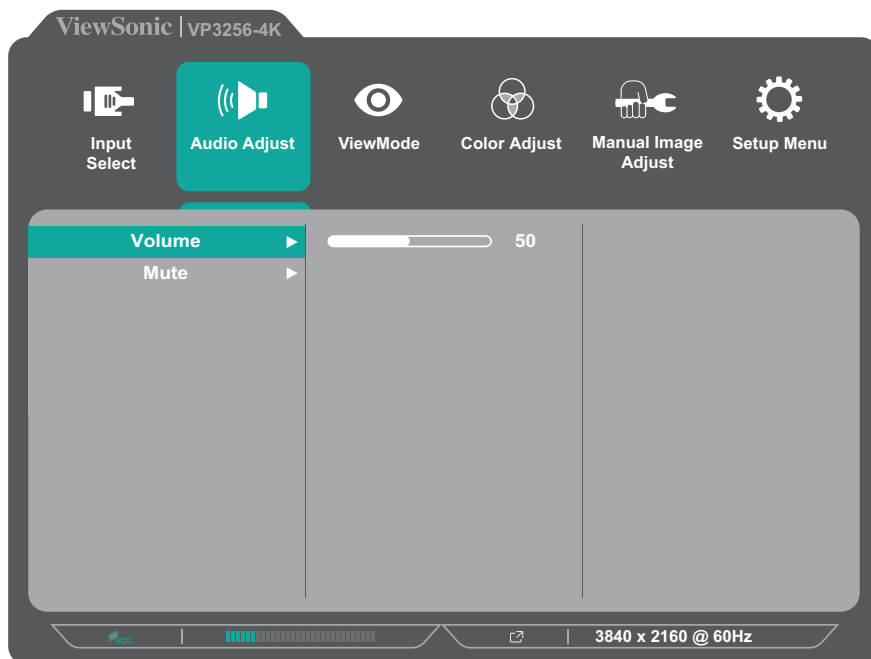 ViewSonic | VP3256-4K
Input Select
Audio Adjust
ViewMode
Color Adjust
Manual Image Adjust
Setup Menu
Volume
50
Mute
eco
3840 x 2160 @ 60Hz